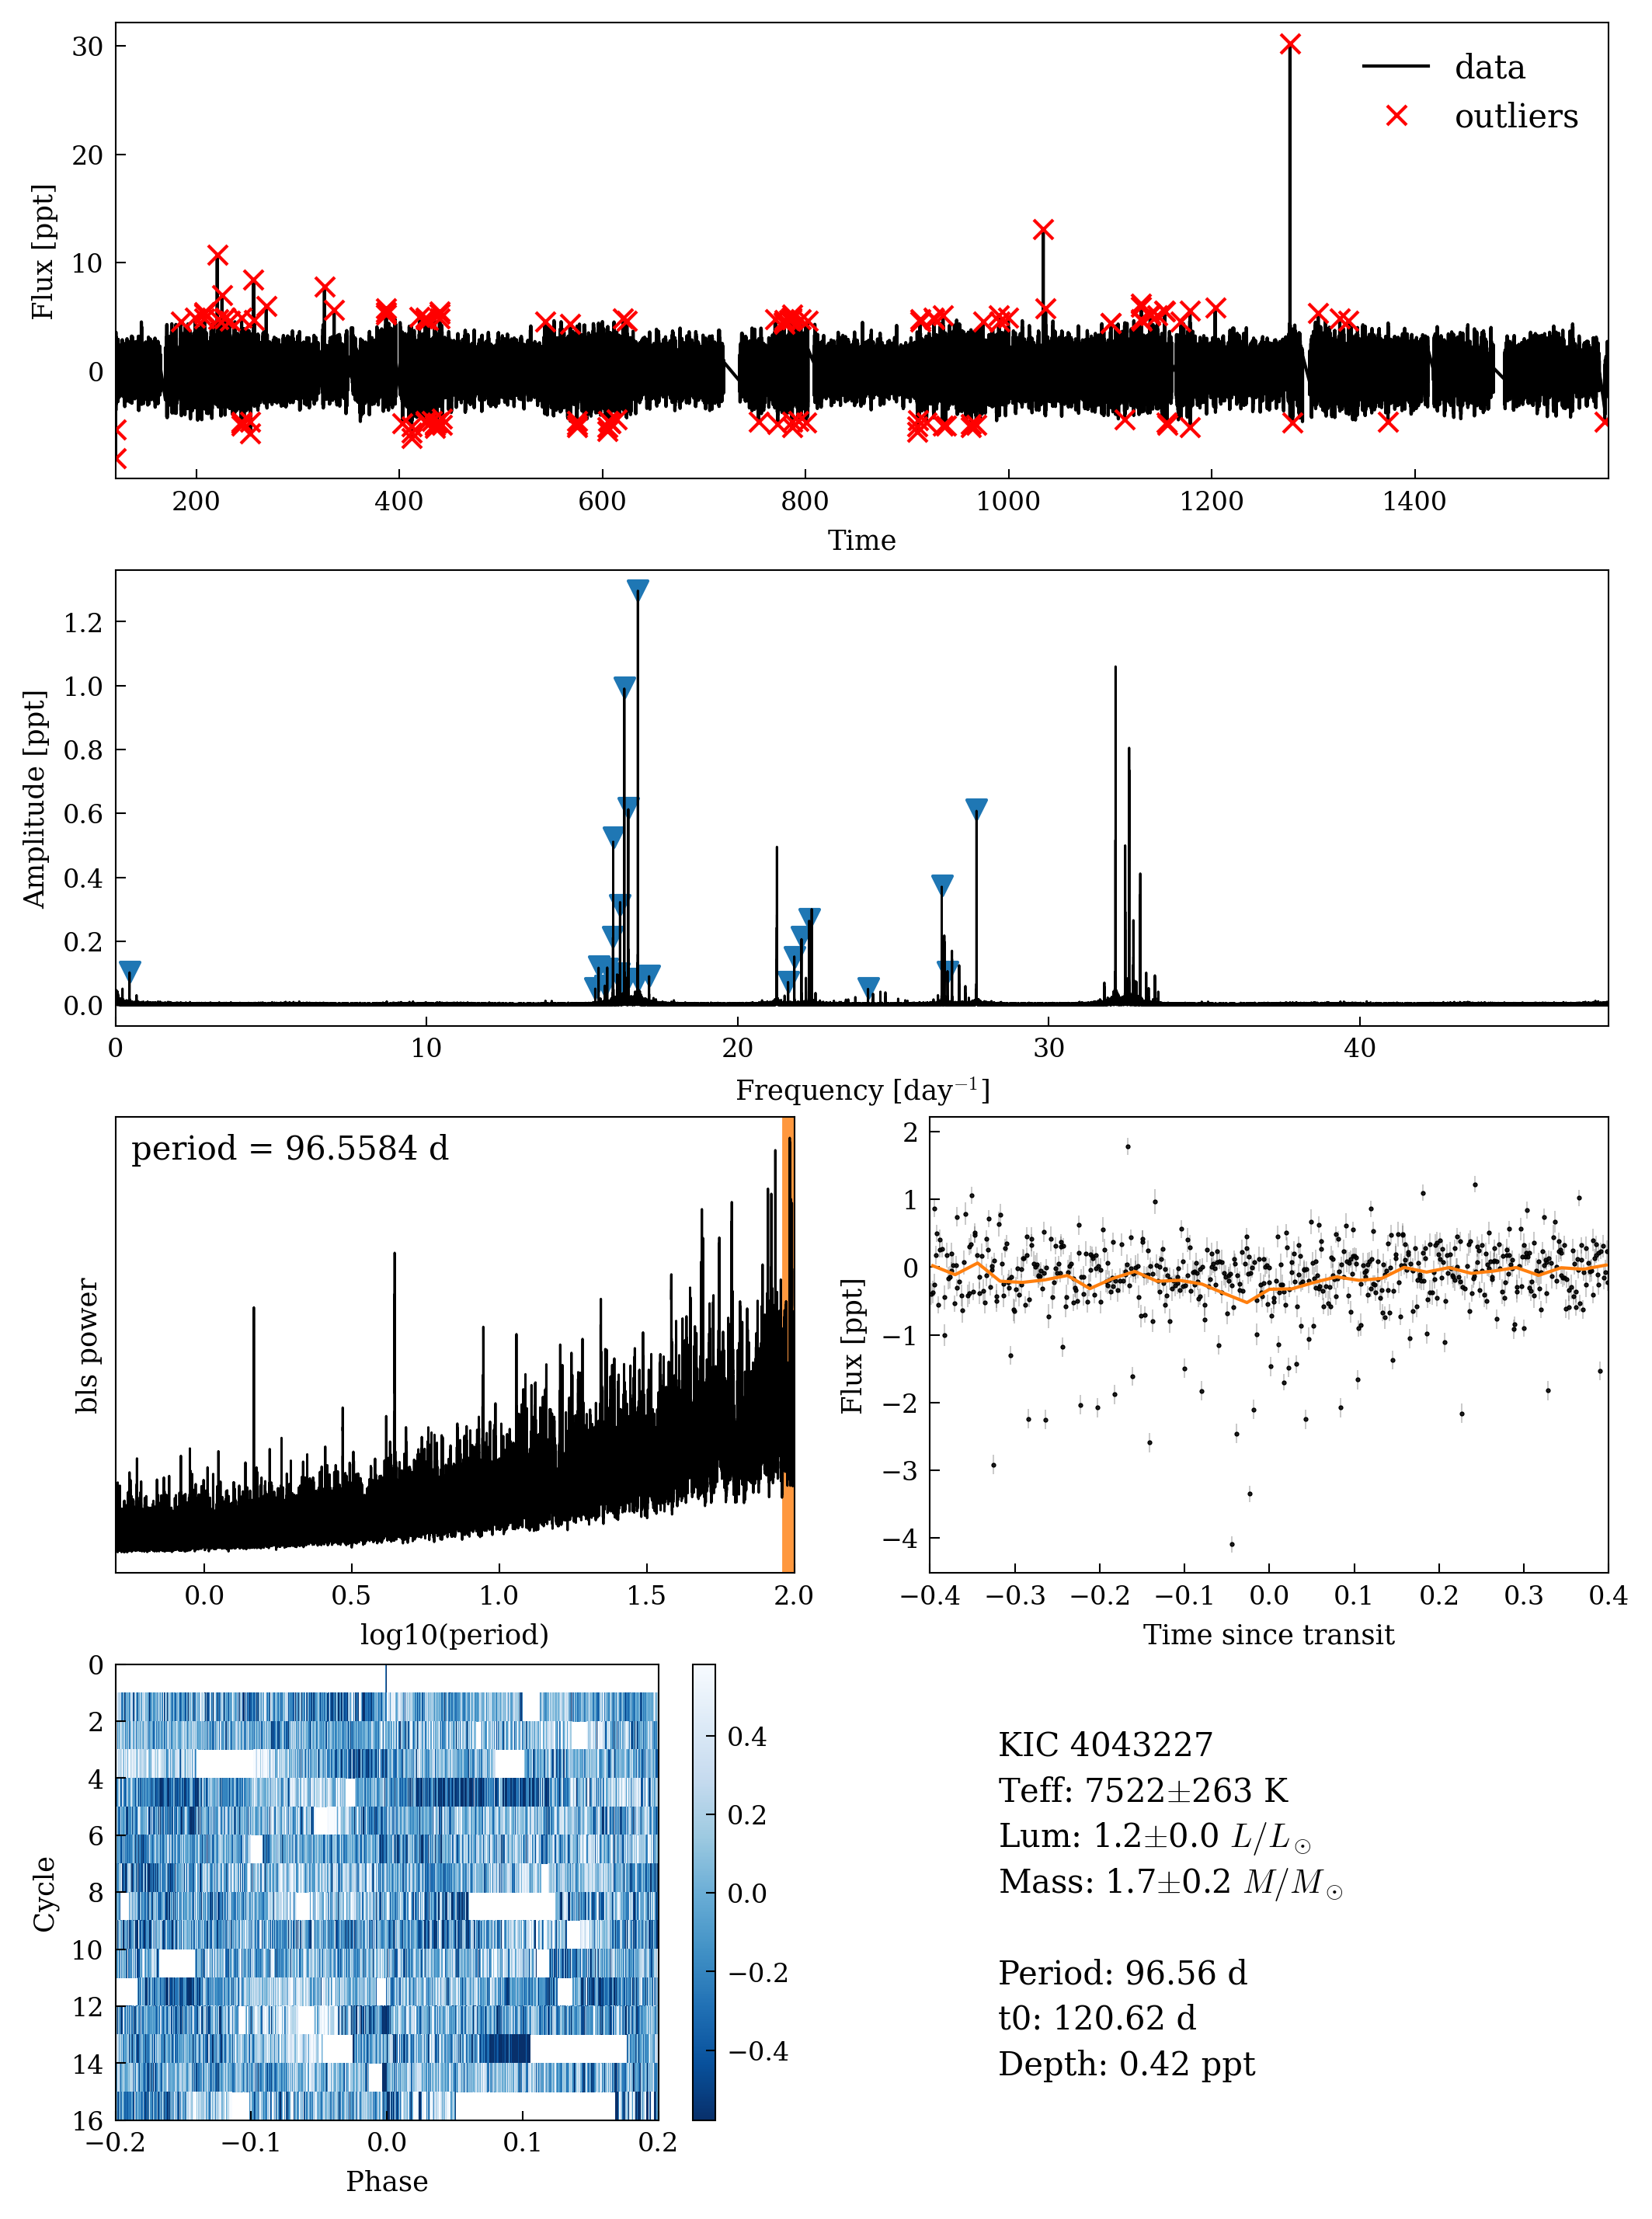 30
20
10
0
Flux [ppt]
data
outliers
200 400 600 800 1000 1200 1400
Time
1.2
1.0
0.8
0.6
0.4
0.2
0.0
Amplitude [ppt]
0 10 20 30 40
Frequency [day⁻¹]
period = 96.5584 d
bls power
0.0 0.5 1.0 1.5 2.0
log10(period)
2
1
0
−1
−2
−3
−4
Flux [ppt]
−0.4 −0.3 −0.2 −0.1 0.0 0.1 0.2 0.3 0.4
Time since transit
0
2
4
6
8
10
12
14
16
Cycle
−0.2 −0.1 0.0 0.1 0.2
Phase
0.4
0.2
0.0
−0.2
−0.4
KIC 4043227
Teff: 7522±263 K
Lum: 1.2±0.0 L/L☉
Mass: 1.7±0.2 M/M☉
Period: 96.56 d
t0: 120.62 d
Depth: 0.42 ppt